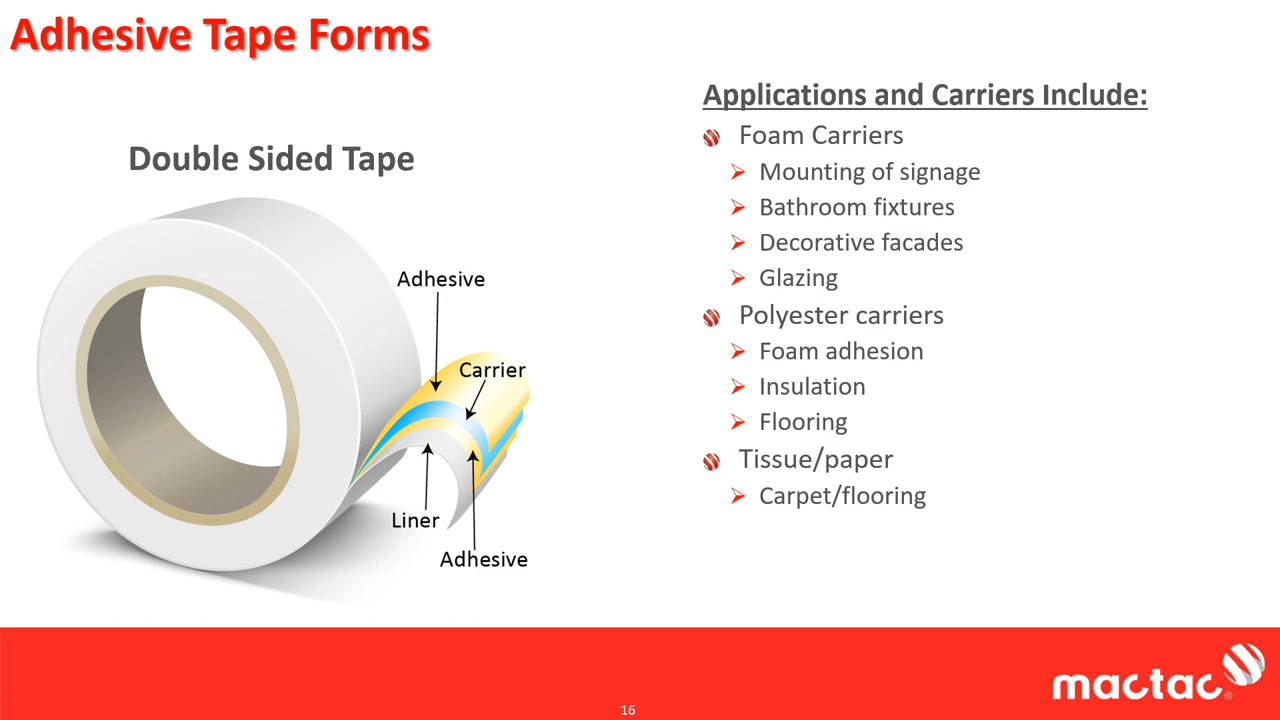 Adhesive Tape Forms
Double Sided Tape
Adhesive
Carrier
Liner
Adhesive
Applications and Carriers Include:
Foam Carriers
Mounting of signage
Bathroom fixtures
Decorative facades
Glazing
Polyester carriers
Foam adhesion
Insulation
Flooring
Tissue/paper
Carpet/flooring
16
mactac®